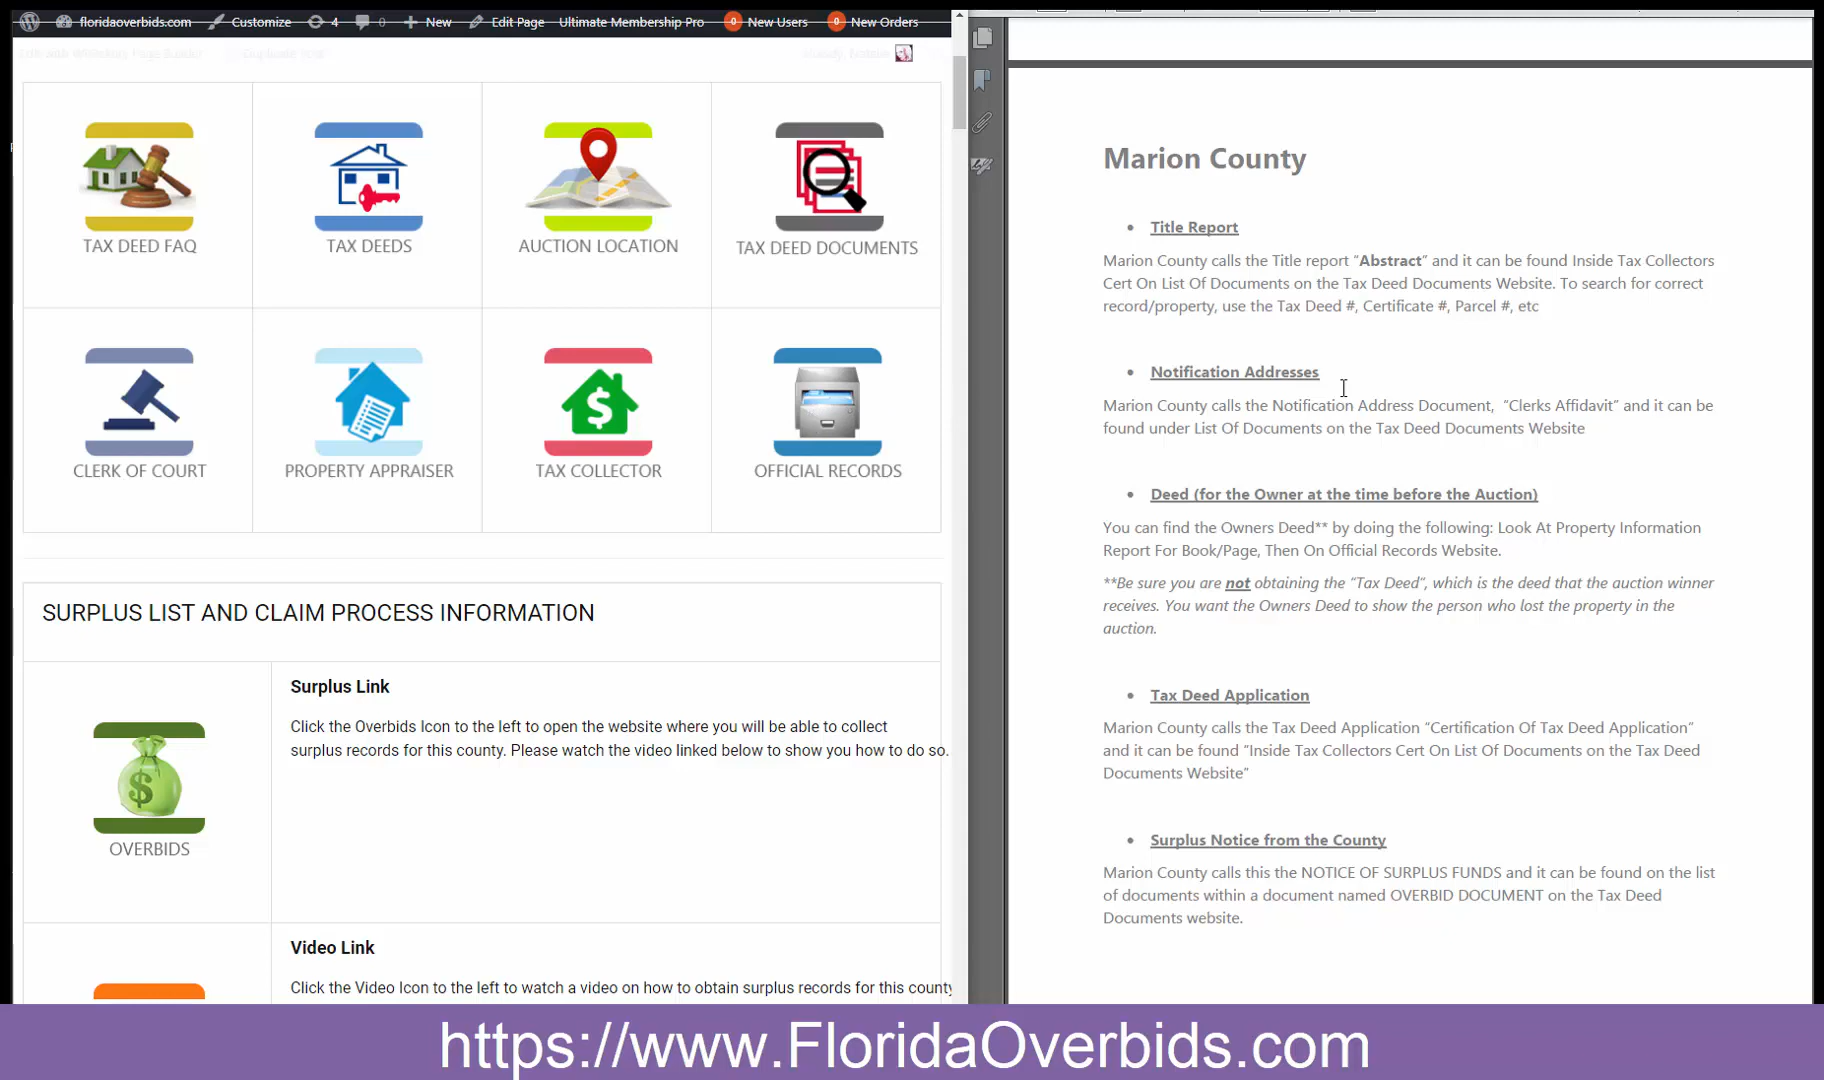 floridaoverbids.com Customize 4 0 New Edit Page Ultimate Membership Pro 0 New Users 0 New Orders
TAX DEED FAQ
TAX DEEDS
AUCTION LOCATION
TAX DEED DOCUMENTS
CLERK OF COURT
PROPERTY APPRAISER
TAX COLLECTOR
OFFICIAL RECORDS
SURPLUS LIST AND CLAIM PROCESS INFORMATION
Surplus Link
Click the Overbids Icon to the left to open the website where you will be able to collect
surplus records for this county. Please watch the video linked below to show you how to do so.
OVERBIDS
Video Link
Click the Video Icon to the left to watch a video on how to obtain surplus records for this county
Marion County
• Title Report
Marion County calls the Title report “Abstract” and it can be found Inside Tax Collectors
Cert On List Of Documents on the Tax Deed Documents Website. To search for correct
record/property, use the Tax Deed #, Certificate #, Parcel #, etc
• Notification Addresses
Marion County calls the Notification Address Document, “Clerks Affidavit” and it can be
found under List Of Documents on the Tax Deed Documents Website
• Deed (for the Owner at the time before the Auction)
You can find the Owners Deed** by doing the following: Look At Property Information
Report For Book/Page, Then On Official Records Website.
**Be sure you are not obtaining the “Tax Deed”, which is the deed that the auction winner
receives. You want the Owners Deed to show the person who lost the property in the
auction.
• Tax Deed Application
Marion County calls the Tax Deed Application “Certification Of Tax Deed Application”
and it can be found “Inside Tax Collectors Cert On List Of Documents on the Tax Deed
Documents Website”
• Surplus Notice from the County
Marion County calls this the NOTICE OF SURPLUS FUNDS and it can be found on the list
of documents within a document named OVERBID DOCUMENT on the Tax Deed
Documents website.
https://www.FloridaOverbids.com